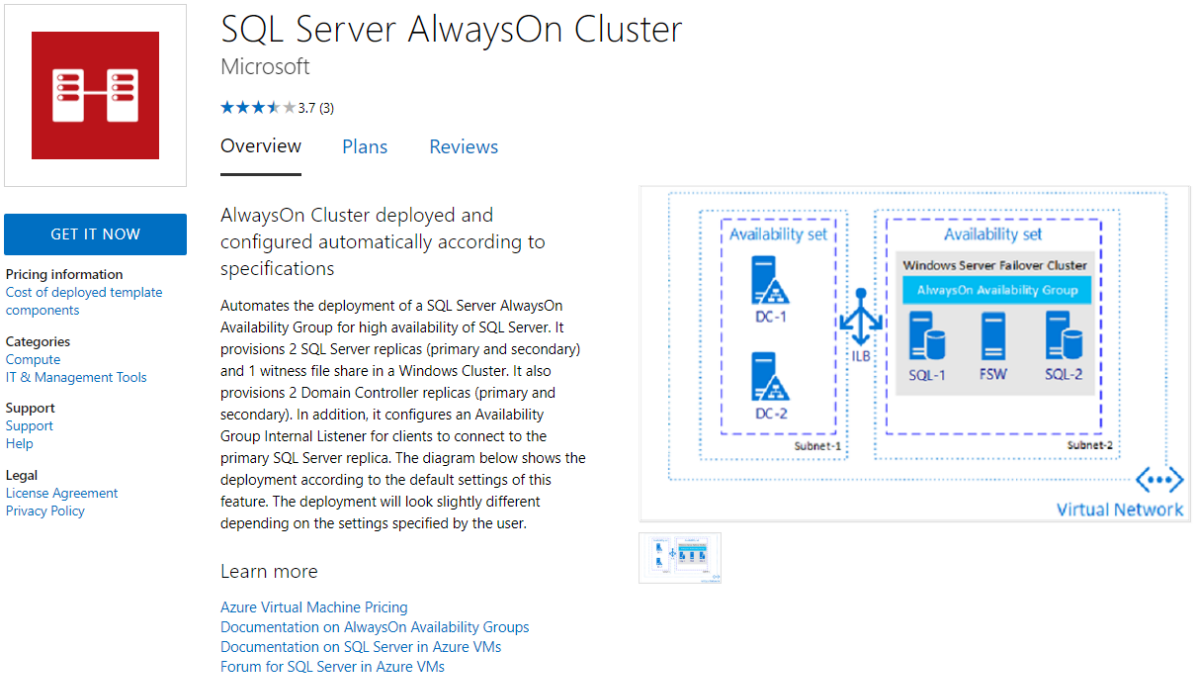 SQL Server AlwaysOn Cluster
Microsoft
3.7 (3)
Overview
Plans
Reviews
GET IT NOW
Pricing information
Cost of deployed template
components
Categories
Compute
IT & Management Tools
Support
Support
Help
Legal
License Agreement
Privacy Policy
AlwaysOn Cluster deployed and
configured automatically according to
specifications
Automates the deployment of a SQL Server AlwaysOn
Availability Group for high availability of SQL Server. It
provisions 2 SQL Server replicas (primary and secondary)
and 1 witness file share in a Windows Cluster. It also
provisions 2 Domain Controller replicas (primary and
secondary). In addition, it configures an Availability
Group Internal Listener for clients to connect to the
primary SQL Server replica. The diagram below shows the
deployment according to the default settings of this
feature. The deployment will look slightly different
depending on the settings specified by the user.
Learn more
Azure Virtual Machine Pricing
Documentation on AlwaysOn Availability Groups
Documentation on SQL Server in Azure VMs
Forum for SQL Server in Azure VMs
Availability set
DC-1
DC-2
Subnet-1
ILB
Availability set
Windows Server Failover Cluster
AlwaysOn Availability Group
SQL-1
FSW
SQL-2
Subnet-2
Virtual Network